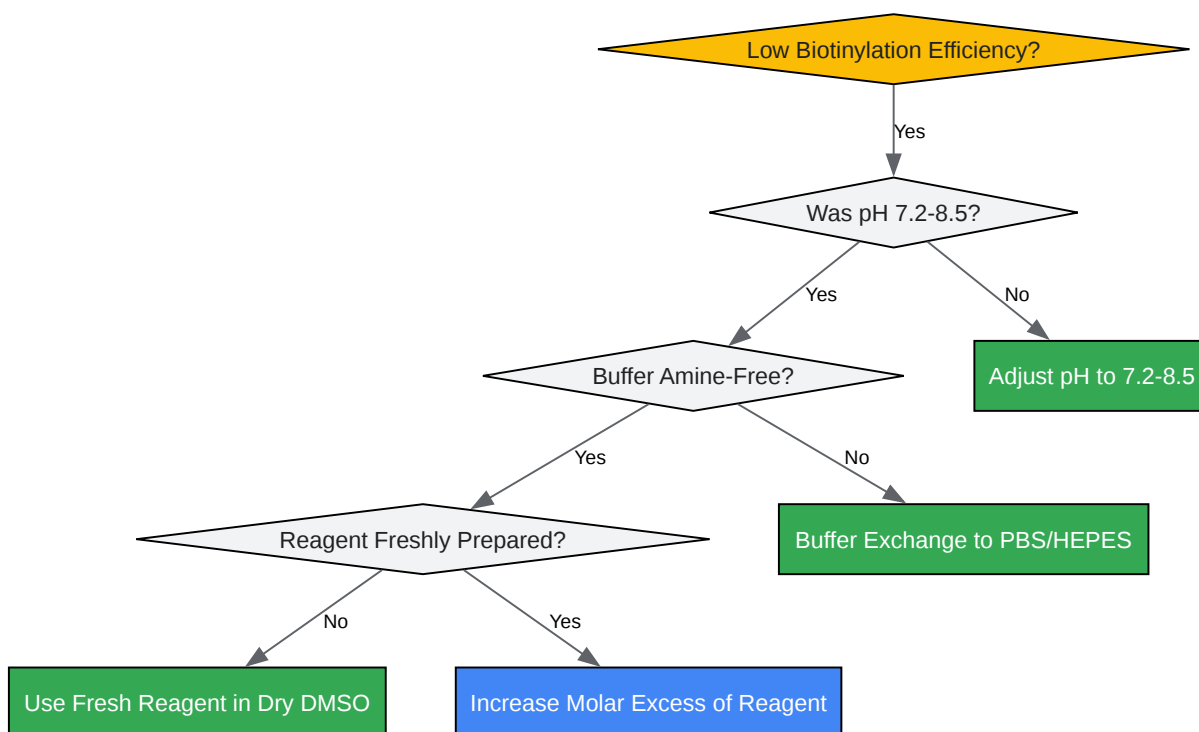 Low Biotinylation Efficiency?
Yes
Was pH 7.2-8.5?
Yes
No
Buffer Amine-Free?
Adjust pH to 7.2-8.5
Yes
No
Reagent Freshly Prepared?
Buffer Exchange to PBS/HEPES
No
Yes
Use Fresh Reagent in Dry DMSO
Increase Molar Excess of Reagent